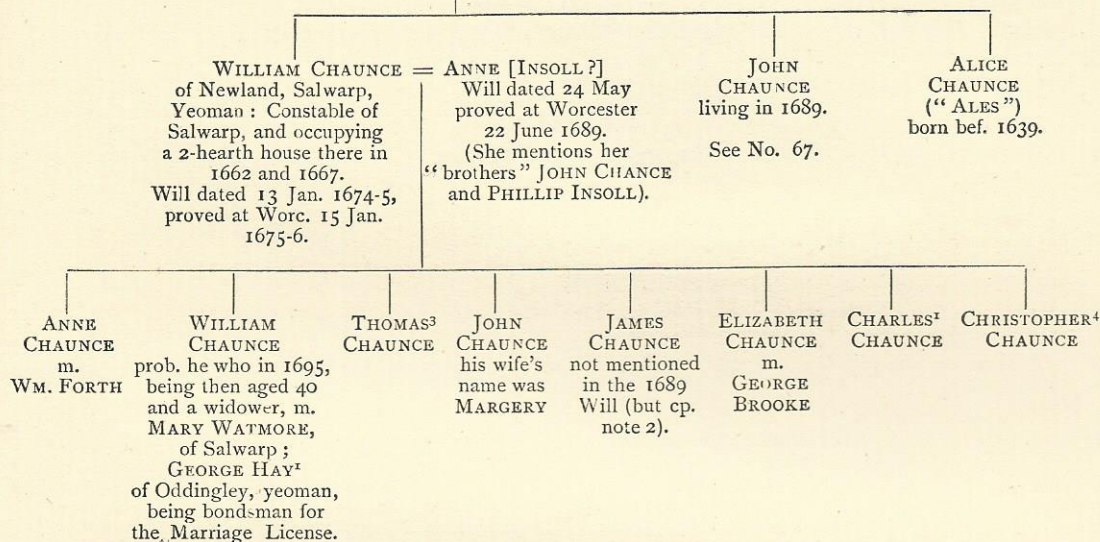 WILLIAM CHAUNCE = ANNE [INSOLL ?]
of Newland, Salwarp,
Yeoman : Constable of
Salwarp, and occupying
a 2-hearth house there in
1662 and 1667.
Will dated 13 Jan. 1674-5,
proved at Worc. 15 Jan.
1675-6.
Will dated 24 May
proved at Worcester
22 June 1689.
(She mentions her
“brothers” JOHN CHANCE
and PHILLIP INSOLL).
JOHN
CHAUNCE
living in 1689.
See No. 67.
ALICE
CHAUNCE
(“ALES”)
born bef. 1639.
ANNE
CHAUNCE
m.
WM. FORTH
WILLIAM
CHAUNCE
prob. he who in 1695,
being then aged 40
and a widower, m.
MARY WATMORE,
of Salwarp ;
GEORGE HAY¹
of Oddingley, yeoman,
being bondsman for
the Marriage License.
THOMAS³
CHAUNCE
JOHN
CHAUNCE
his wife's
name was
MARGERY
JAMES
CHAUNCE
not mentioned
in the 1689
Will (but cp.
note 2).
ELIZABETH
CHAUNCE
m.
GEORGE
BROOKE
CHARLES¹
CHAUNCE
CHRISTOPHER⁴
CHAUNCE